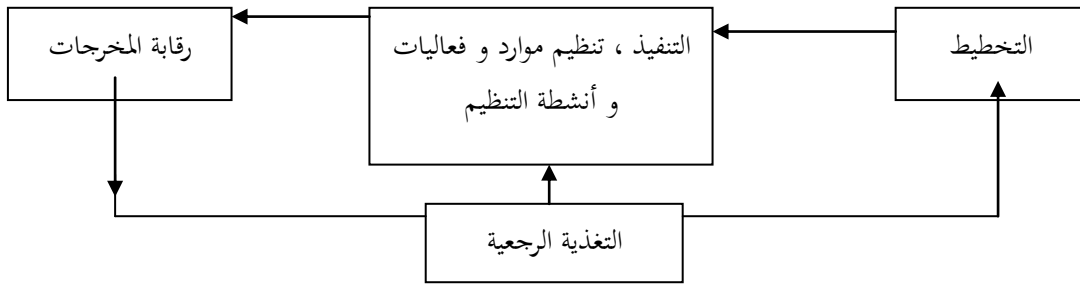 التخطيط
التنفيذ ، تنظيم موارد و فعاليات
و أنشطة التنظيم
رقابة المخرجات
التغذية الرجعية